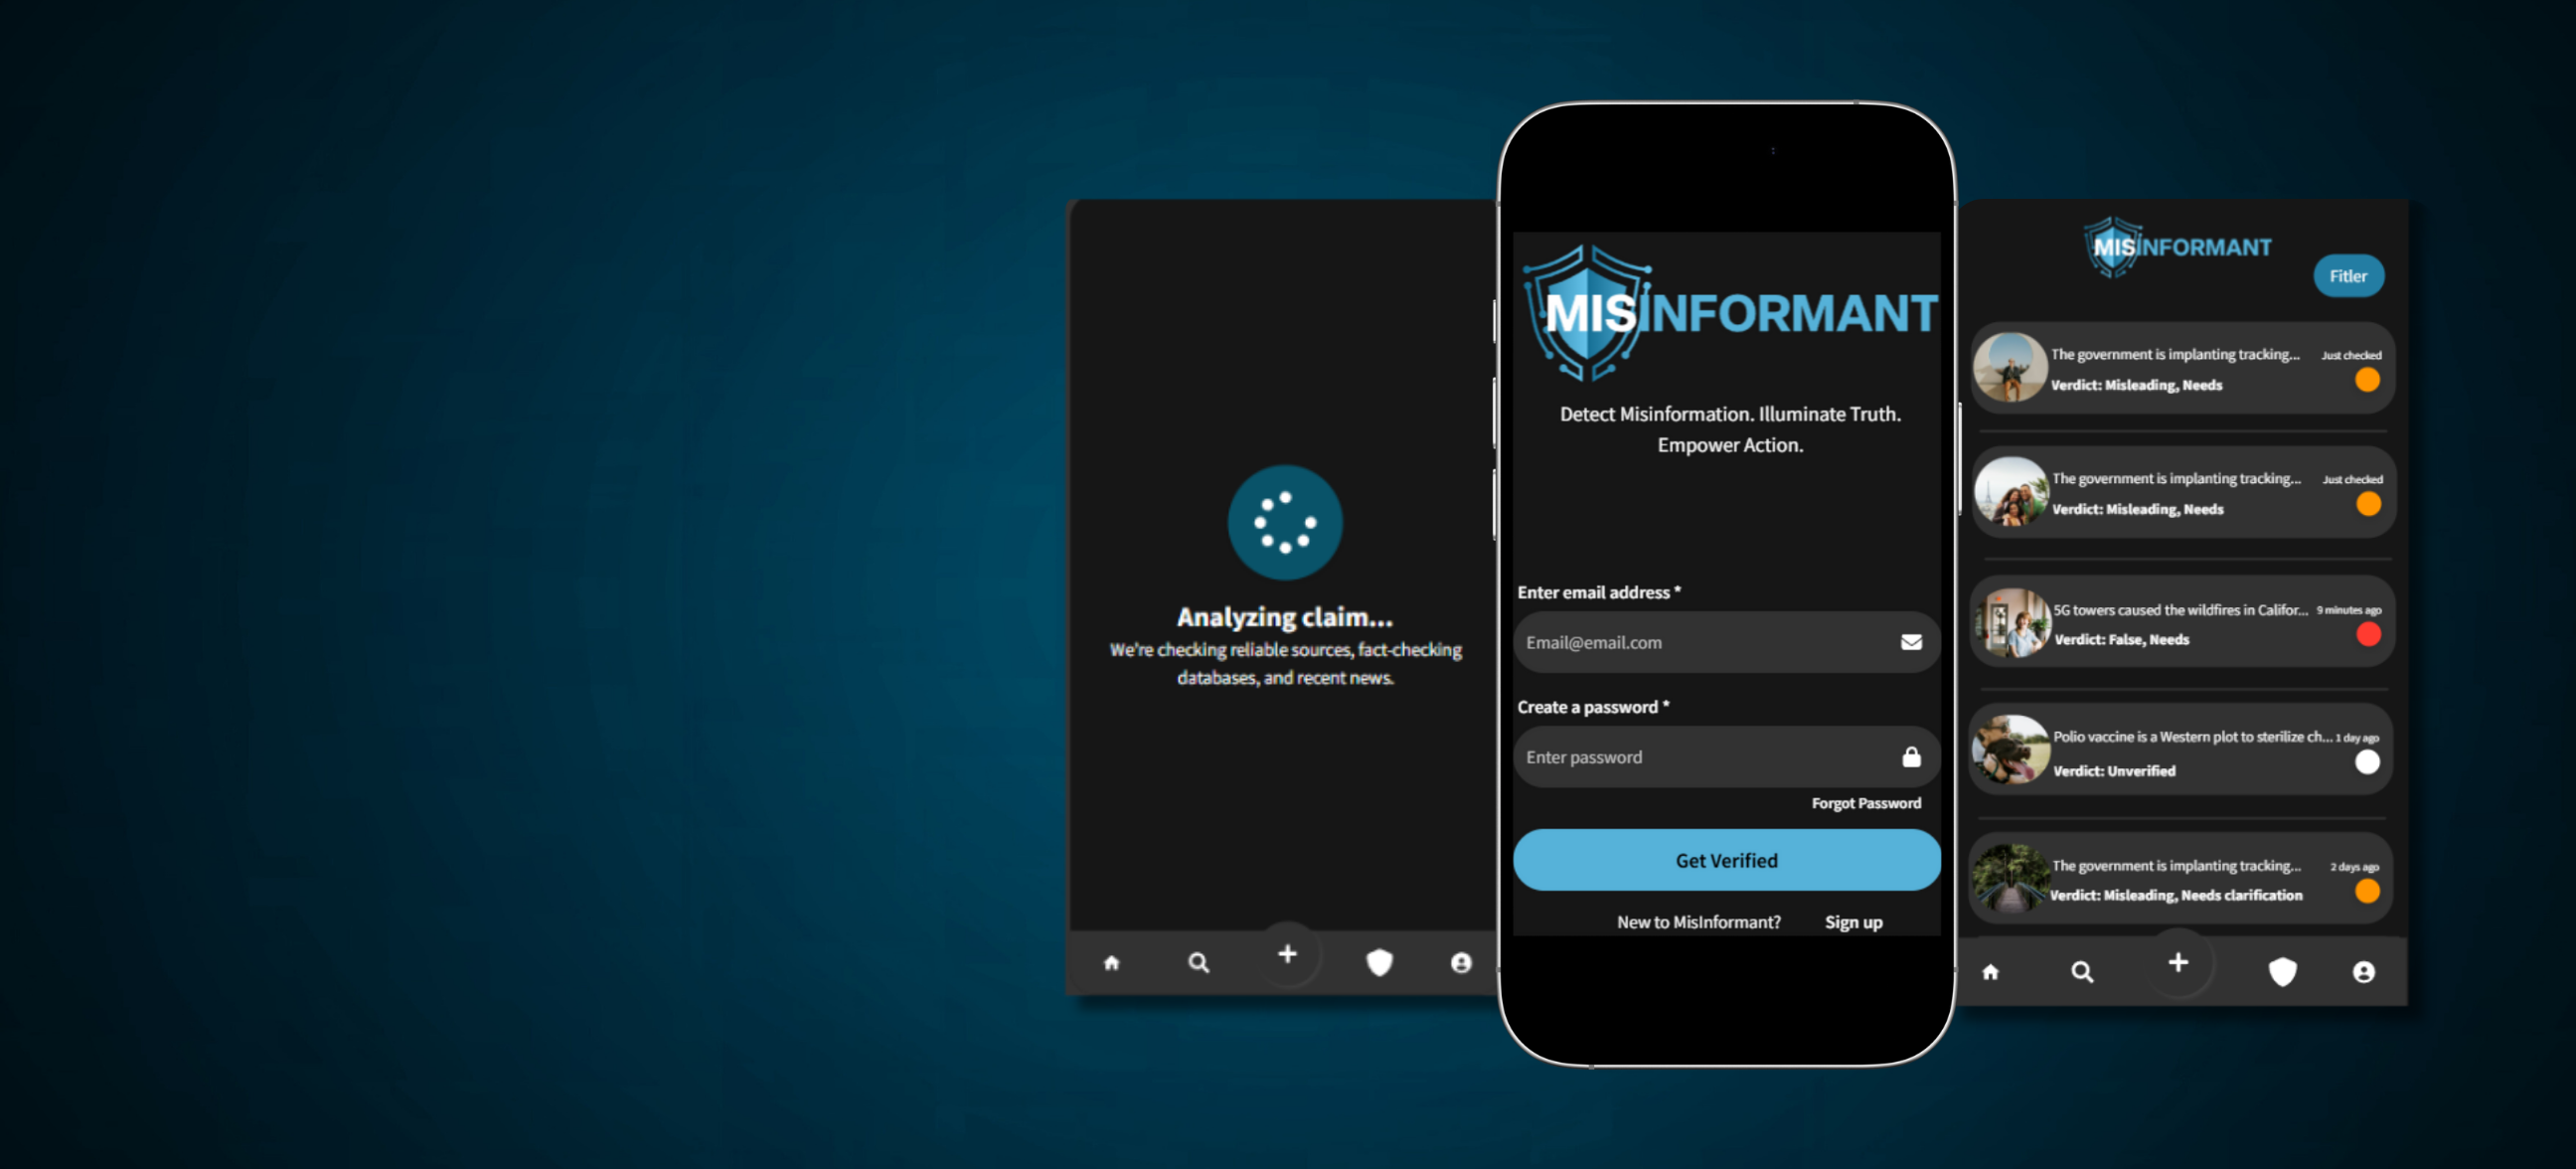 Analyzing claim...
We're checking reliable sources, fact-checking
databases, and recent news.
MISINFORMANT
Detect Misinformation. Illuminate Truth.
Empower Action.
Enter email address *
Email@email.com
Create a password *
Enter password
Forgot Password
Get Verified
New to MisInformant? Sign up
MISINFORMANT
Fitler
The government is implanting tracking... Just checked
Verdict: Misleading, Needs
The government is implanting tracking... Just checked
Verdict: Misleading, Needs
5G towers caused the wildfires in Califor... 9 minutes ago
Verdict: False, Needs
Polio vaccine is a Western plot to sterilize ch... 1 day ago
Verdict: Unverified
The government is implanting tracking... 2 days ago
Verdict: Misleading, Needs clarification